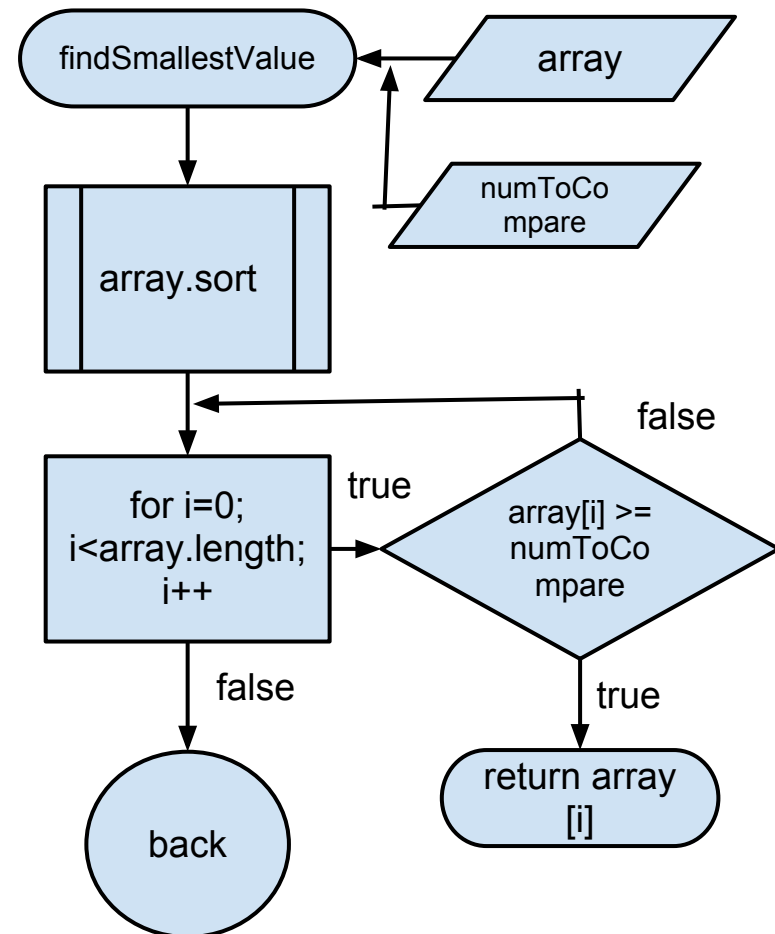 findSmallestValue
array
numToCo
mpare
array.sort
false
for i=0;
i<array.length;
i++
true
array[i] >=
numToCo
mpare
false
true
return array
[i]
back